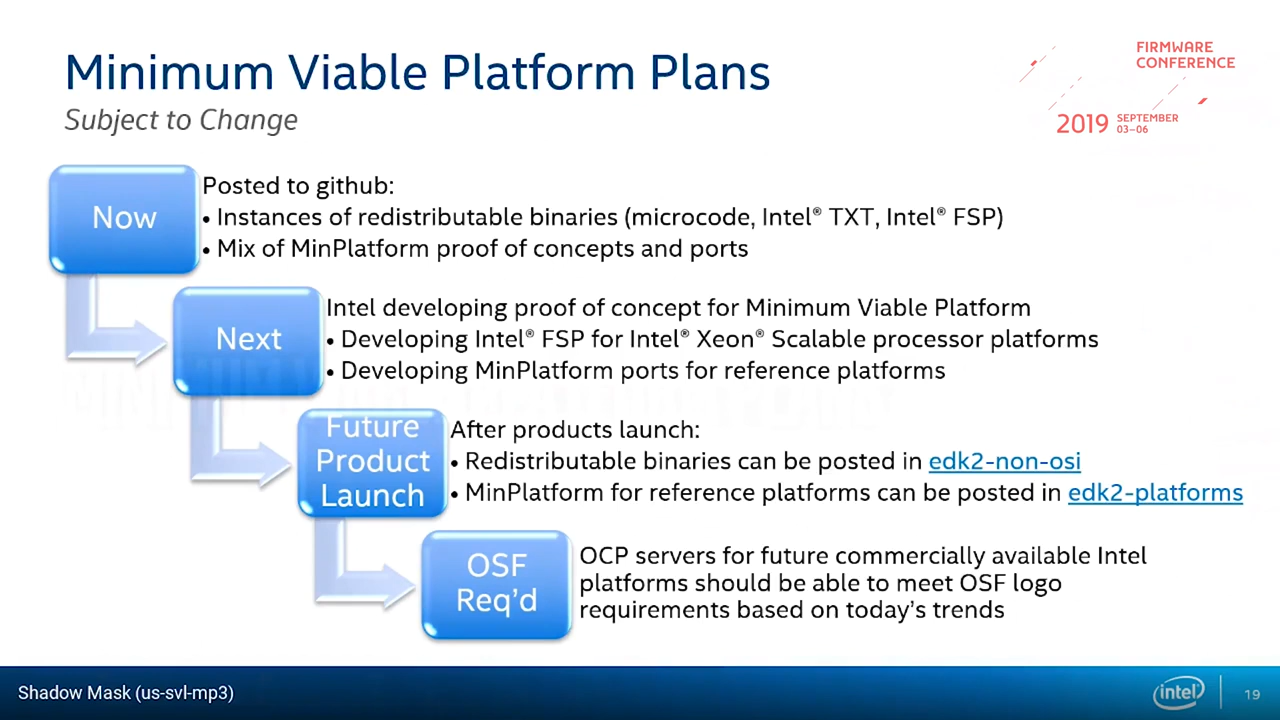 Minimum Viable Platform Plans
Subject to Change
FIRMWARE
CONFERENCE
2019 SEPTEMBER
03–06
Now
Posted to github:
• Instances of redistributable binaries (microcode, Intel® TXT, Intel® FSP)
• Mix of MinPlatform proof of concepts and ports
Next
Intel developing proof of concept for Minimum Viable Platform
• Developing Intel® FSP for Intel® Xeon® Scalable processor platforms
• Developing MinPlatform ports for reference platforms
Future
Product
Launch
After products launch:
• Redistributable binaries can be posted in edk2-non-osi
• MinPlatform for reference platforms can be posted in edk2-platforms
OSF
Req'd
OCP servers for future commercially available Intel
platforms should be able to meet OSF logo
requirements based on today's trends
Shadow Mask (us-svl-mp3)
intel
19